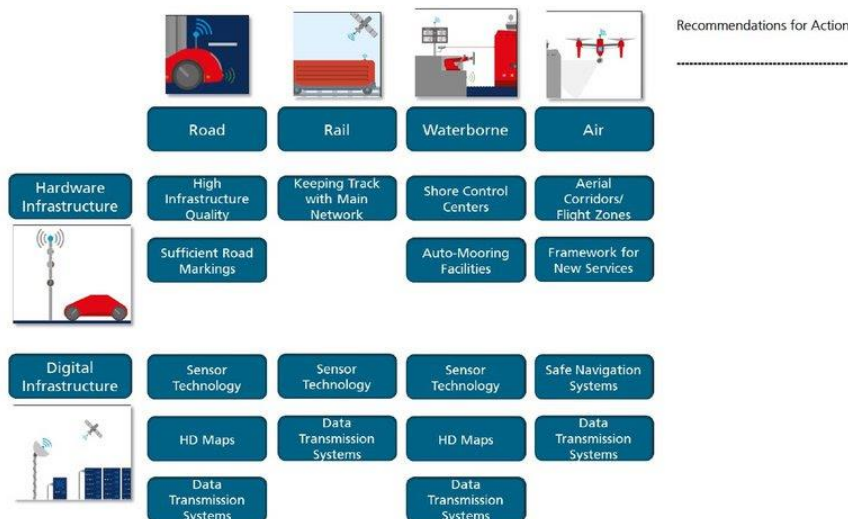 Recommendations for Action
Road
Rail
Waterborne
Air
Hardware
Infrastructure
High
Infrastructure
Quality
Keeping Track
with Main
Network
Shore Control
Centers
Aerial
Corridors/
Flight Zones
Sufficient Road
Markings
Auto-Mooring
Facilities
Framework for
New Services
Digital
Infrastructure
Sensor
Technology
Sensor
Technology
Sensor
Technology
Safe Navigation
Systems
HD Maps
Data
Transmission
Systems
HD Maps
Data
Transmission
Systems
Data
Transmission
Systems
Data
Transmission
Systems